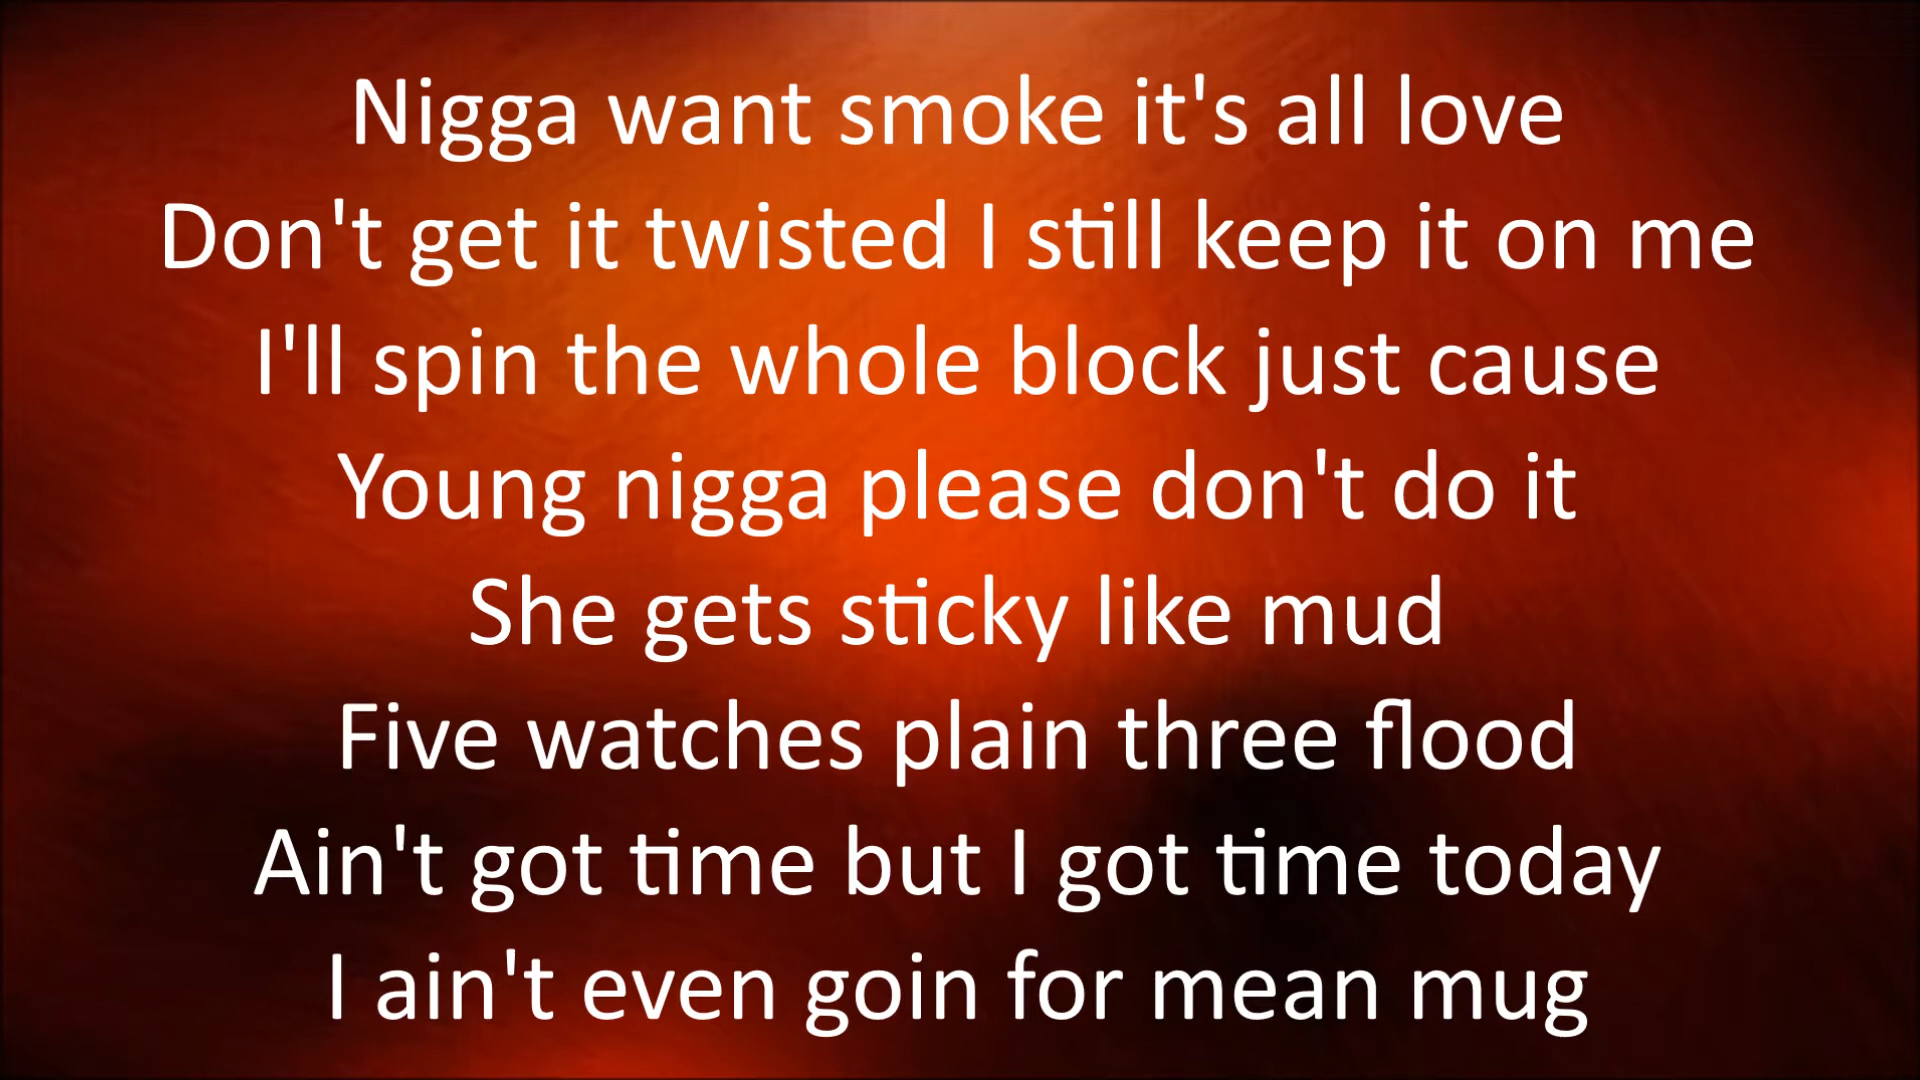 Nigga want smoke it's all love
Don't get it twisted I still keep it on me
I'll spin the whole block just cause
Young nigga please don't do it
She gets sticky like mud
Five watches plain three flood
Ain't got time but I got time today
I ain't even goin for mean mug